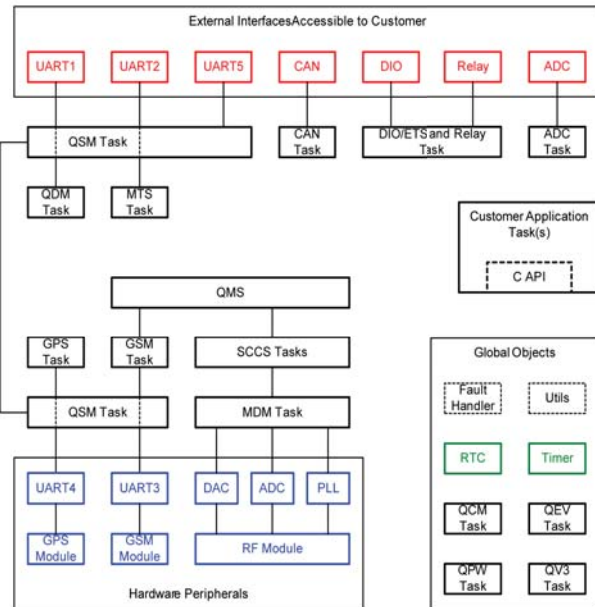 External InterfacesAccessible to Customer
UART1
UART2
UART5
CAN
DIO
Relay
ADC
QSM Task
CAN
Task
DIO/ETS and Relay
Task
ADC
Task
QDM
Task
MTS
Task
Customer Application
Task(s)
C API
QMS
GPS
Task
GSM
Task
SCCS Tasks
QSM Task
MDM Task
UART4
UART3
DAC
ADC
PLL
GPS
Module
GSM
Module
RF Module
Hardware Peripherals
Global Objects
Fault
Handler
Utils
RTC
Timer
QCM
Task
QEV
Task
QPW
Task
QV3
Task